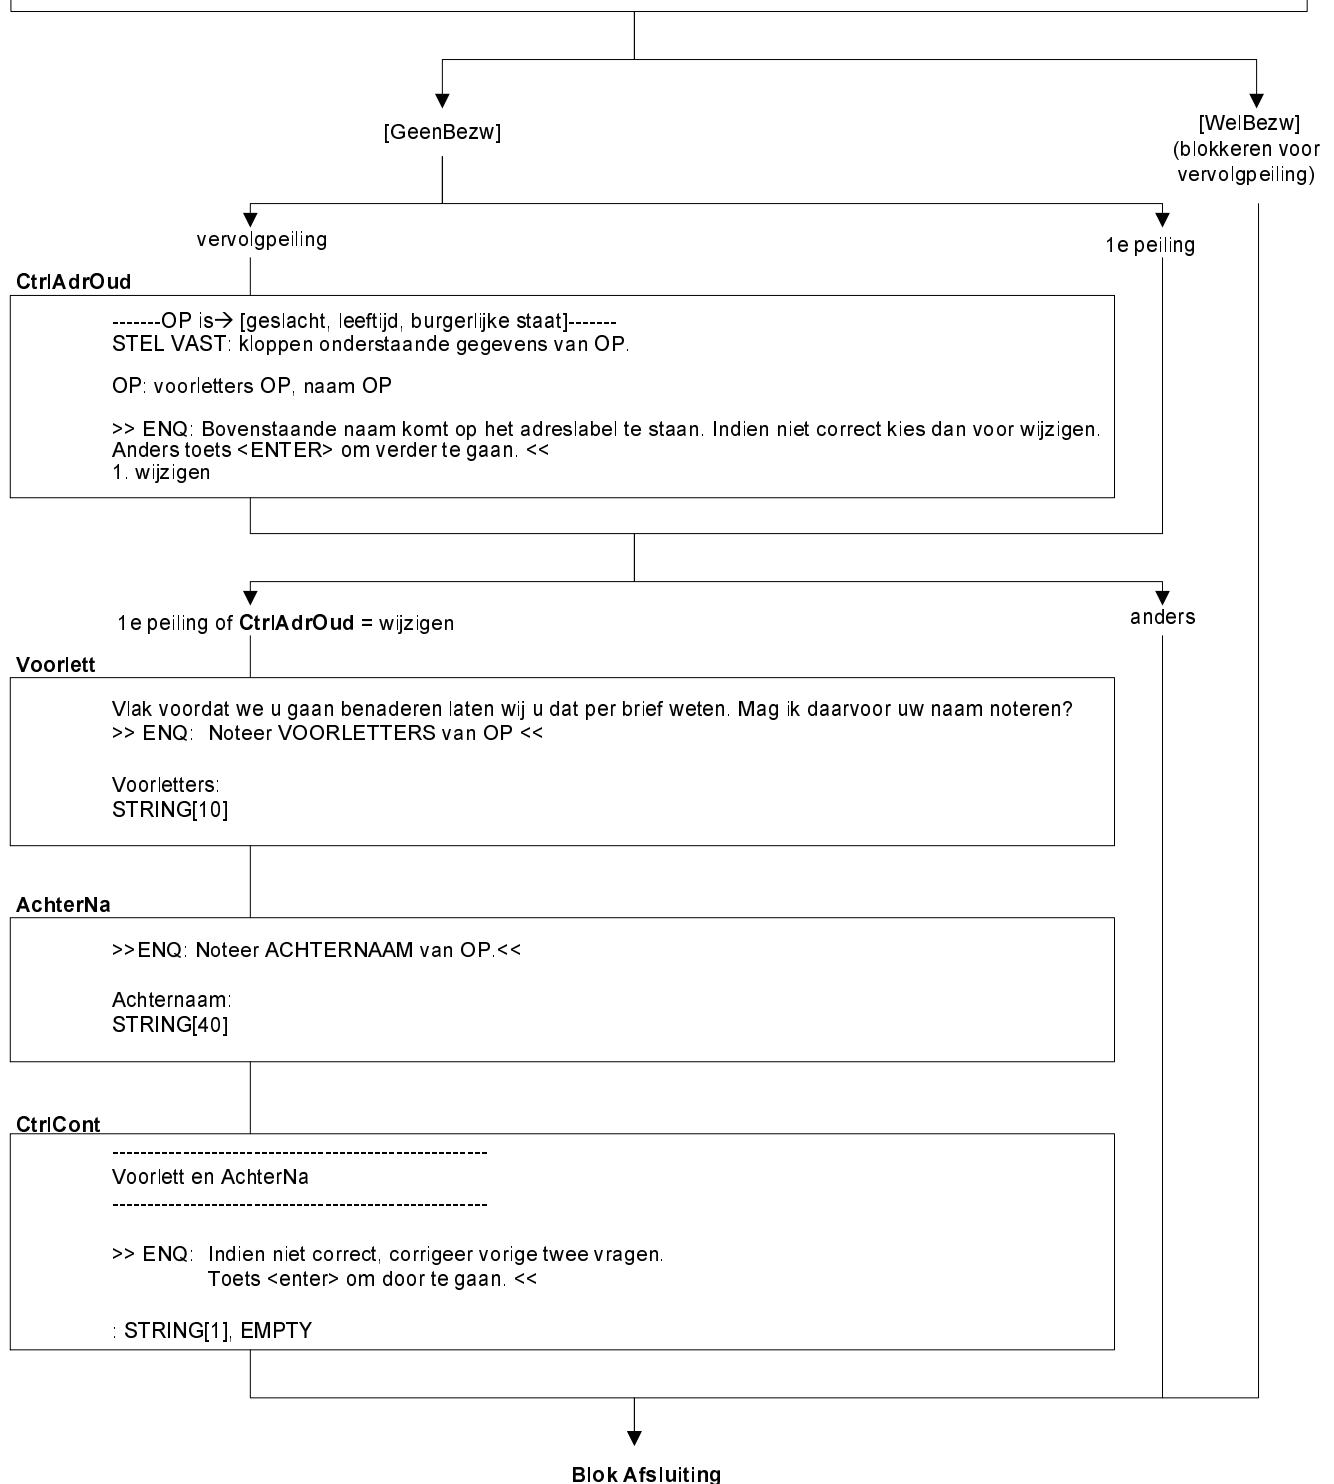 [GeenBezw]
[WelBezw]
(blokkeren voor
vervolgpeiling)
vervolgpeiling
1e peiling
CtrlAdrOud
-------OP is→ [geslacht, leeftijd, burgerlijke staat]-------
STEL VAST: kloppen onderstaande gegevens van OP.
OP: voorletters OP, naam OP
>> ENQ: Bovenstaande naam komt op het adreslabel te staan. Indien niet correct kies dan voor wijzigen.
Anders toets <ENTER> om verder te gaan. <<
1. wijzigen
1e peiling of CtrlAdrOud = wijzigen
anders
Voorlett
Vlak voordat we u gaan benaderen laten wij u dat per brief weten. Mag ik daarvoor uw naam noteren?
>> ENQ: Noteer VOORLETTERS van OP <<
Voorletters:
STRING[10]
AchterNa
>>ENQ: Noteer ACHTERNAAM van OP.<<
Achternaam:
STRING[40]
CtrlCont
-----------------------------------------------------
Voorlett en AchterNa
-----------------------------------------------------
>> ENQ: Indien niet correct, corrigeer vorige twee vragen.
Toets <enter> om door te gaan. <<
: STRING[1], EMPTY
Blok Afsluiting